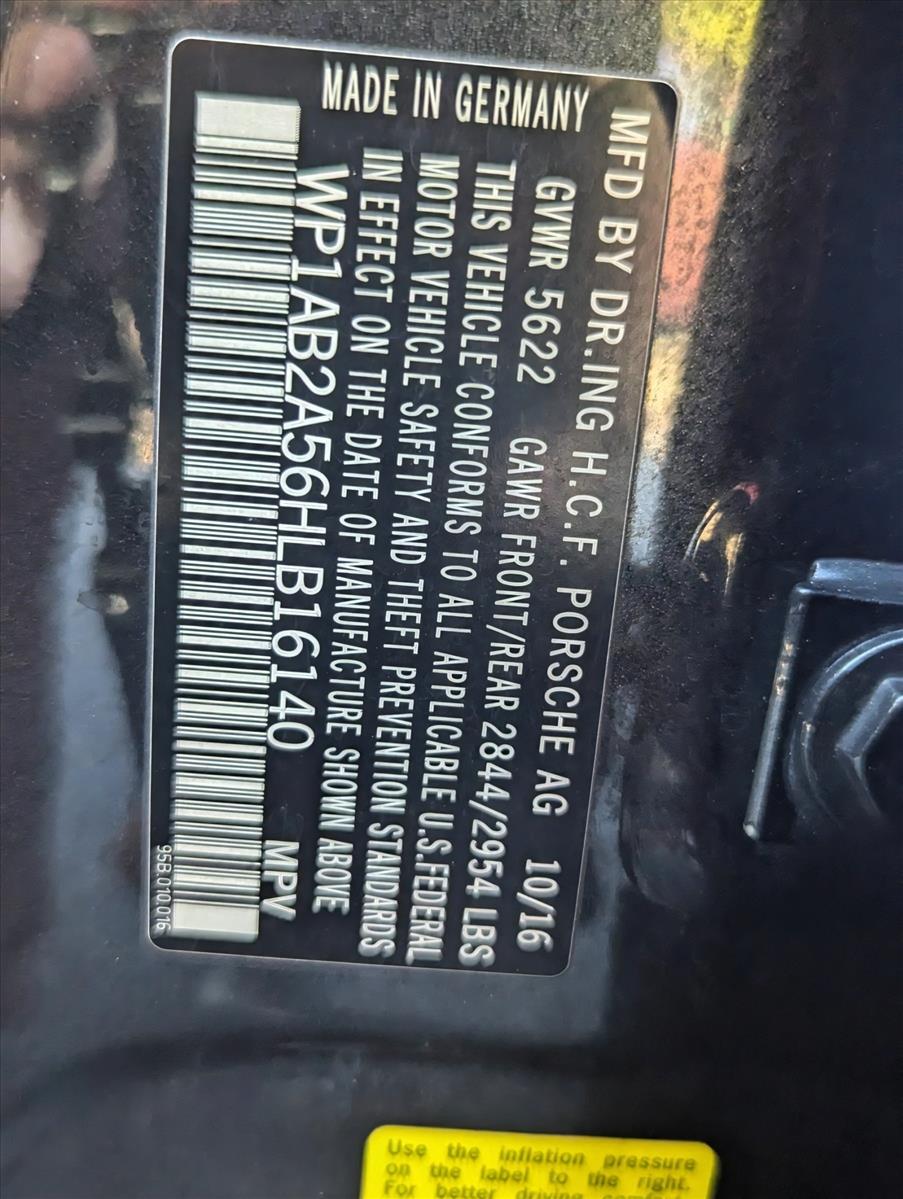 MFD BY DR.ING H.C.F. PORSCHE AG 10/16
GVWR 5622 GAWR FRONT/REAR 2844/2954 LBS
THIS VEHICLE CONFORMS TO ALL APPLICABLE U.S.FEDERAL
MOTOR VEHICLE SAFETY AND THEFT PREVENTION STANDARDS
IN EFFECT ON THE DATE OF MANUFACTURE SHOWN ABOVE
WP1AB2A56HLB16140 MPV
MADE IN GERMANY
95B.010.016
Use the inflation pressure
on the label to the right.
For better driving